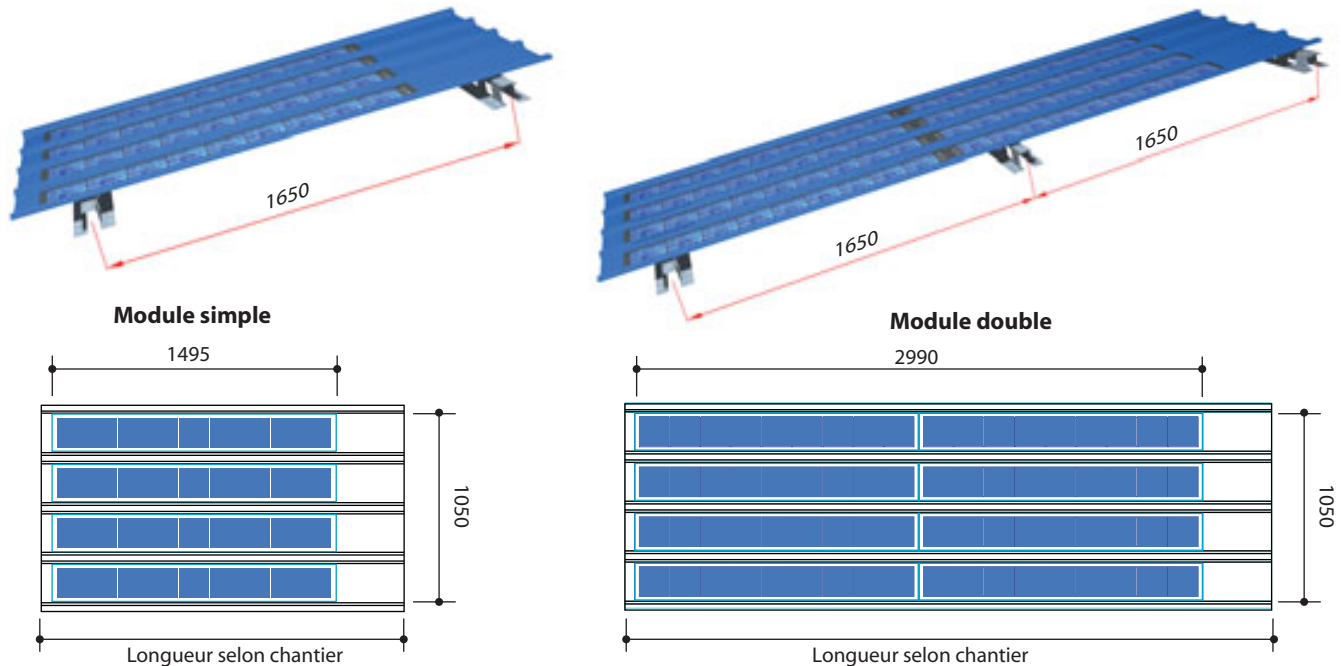 1650
1650
1650
Module simple
Module double
1495
2990
1050
1050
Longueur selon chantier
Longueur selon chantier